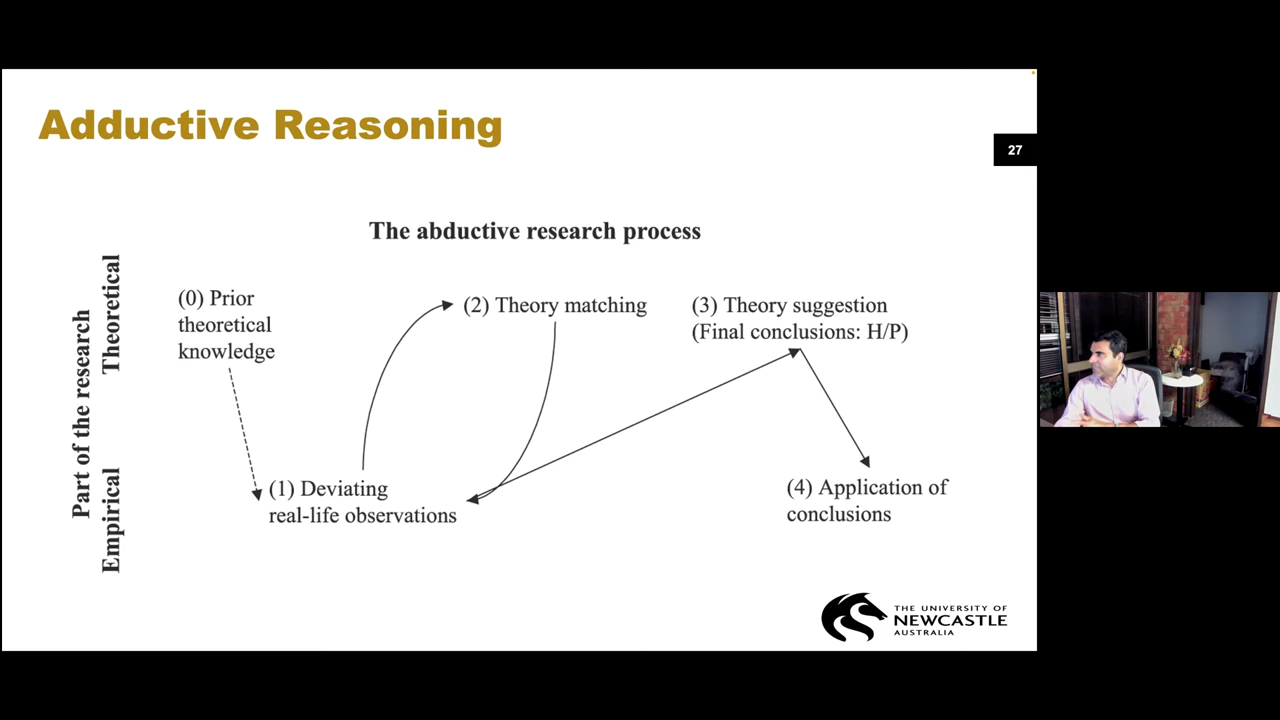 Adductive Reasoning
27
The abductive research process
Part of the research
Theoretical
Empirical
(0) Prior
theoretical
knowledge
(2) Theory matching
(3) Theory suggestion
(Final conclusions: H/P)
(1) Deviating
real-life observations
(4) Application of
conclusions
THE UNIVERSITY OF
NEWCASTLE
AUSTRALIA